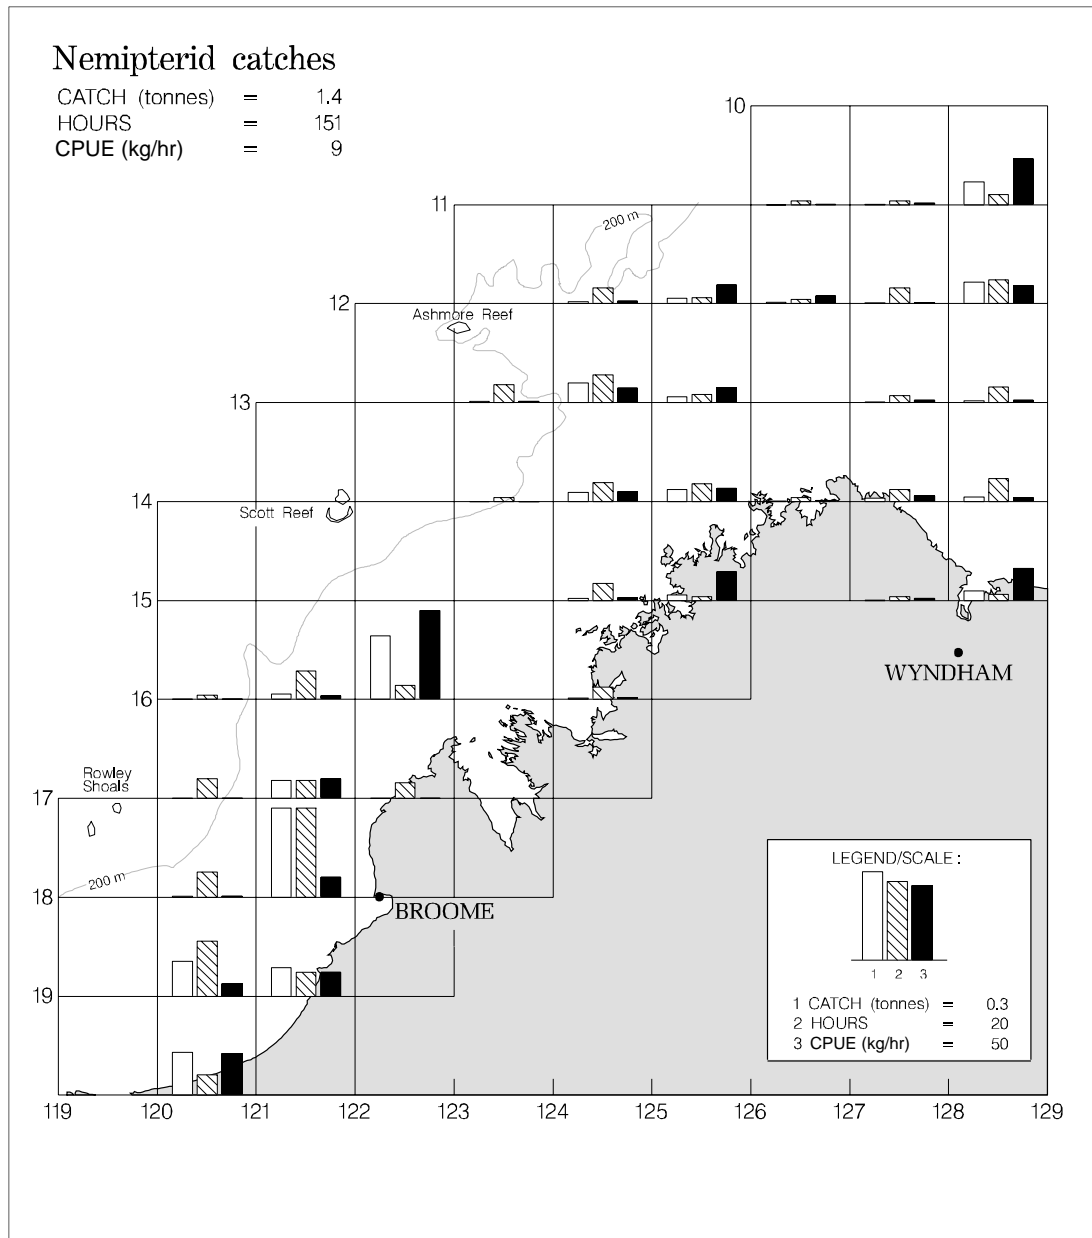 Nemipterid catches
CATCH (tonnes) = 1.4
HOURS = 151
CPUE (kg/hr) = 9
10
11
200 m
12
Ashmore Reef
13
14
Scott Reef
15
WYNDHAM
16
Rowley
Shoals
17
200 m
18
BROOME
19
LEGEND/SCALE :
1 2 3
1 CATCH (tonnes) = 0.3
2 HOURS = 20
3 CPUE (kg/hr) = 50
119 120 121 122 123 124 125 126 127 128 129